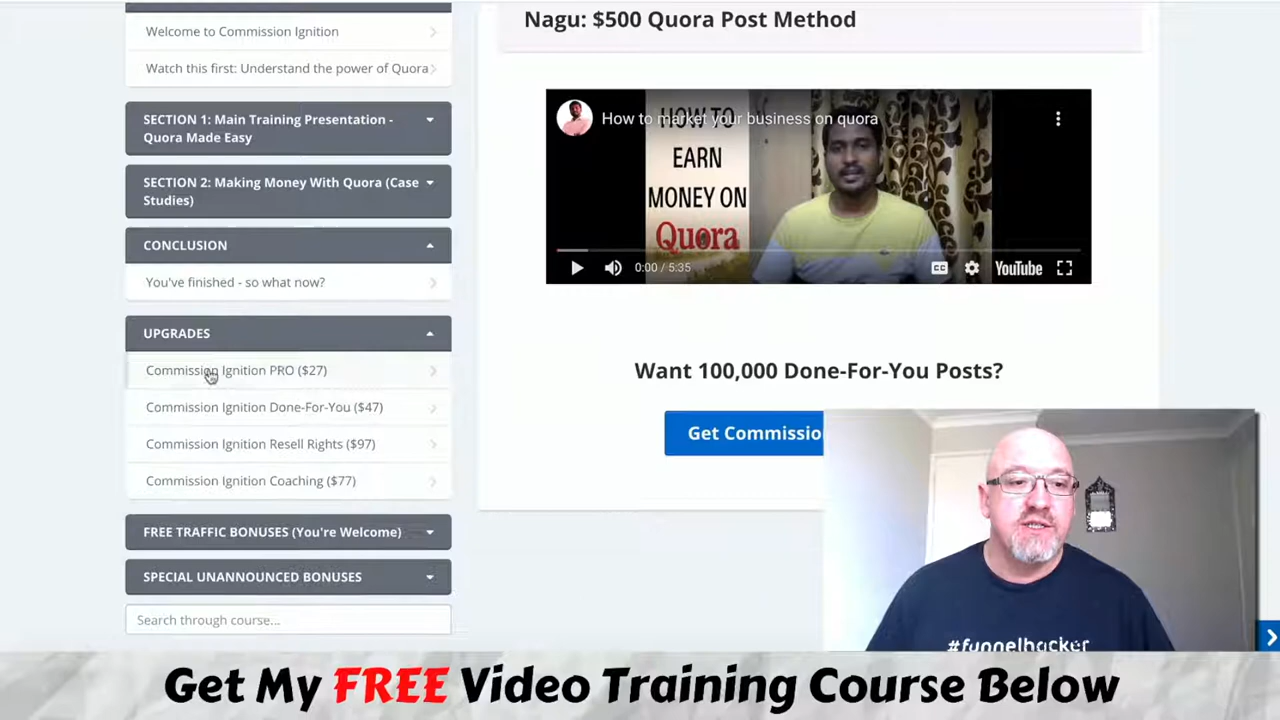 Welcome to Commission Ignition
Watch this first: Understand the power of Quora
SECTION 1: Main Training Presentation -
Quora Made Easy
SECTION 2: Making Money With Quora (Case
Studies)
CONCLUSION
You've finished - so what now?
UPGRADES
Commission Ignition PRO ($27)
Commission Ignition Done-For-You ($47)
Commission Ignition Resell Rights ($97)
Commission Ignition Coaching ($77)
FREE TRAFFIC BONUSES (You're Welcome)
SPECIAL UNANNOUNCED BONUSES
Search through course...
Nagu: $500 Quora Post Method
How to market your business on quora
HOW TO
EARN
MONEY ON
Quora
0:00 / 5:35
CC
YouTube
Want 100,000 Done-For-You Posts?
Get Commissio
#funnelhacker
Get My FREE Video Training Course Below